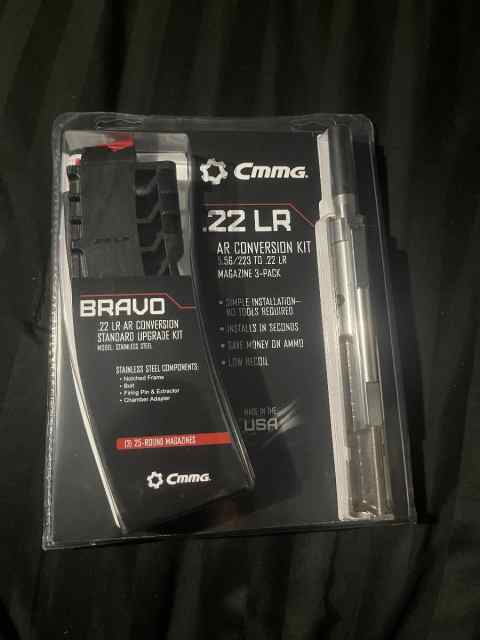 CMMG.
.22 LR
AR CONVERSION KIT
5.56/223 TO .22 LR
MAGAZINE 3-PACK
• SIMPLE INSTALLATION–
NO TOOLS REQUIRED
• INSTALLS IN SECONDS
• SAVE MONEY ON AMMO
• LOW RECOIL
MADE IN THE
USA
.22 LR
BRAVO
.22 LR AR CONVERSION
STANDARD UPGRADE KIT
MODEL: STAINLESS STEEL
STAINLESS STEEL COMPONENTS:
• Notched Frame
• Bolt
• Firing Pin & Extractor
• Chamber Adapter
(3) 25-ROUND MAGAZINES
CMMG.